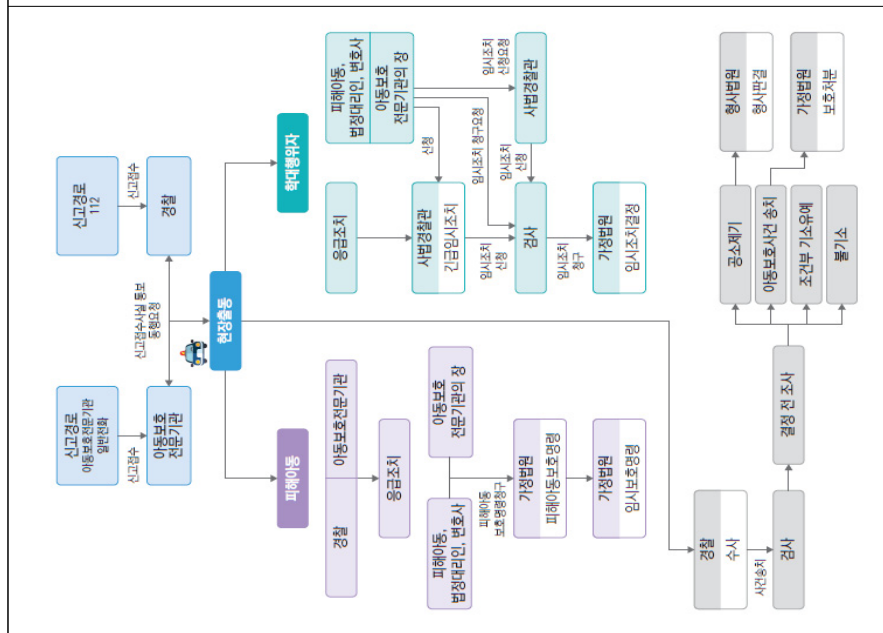 신고경로
아동보호전문기관
일반전화
신고접수
아동보호
전문기관
신고경로
112
신고접수
경찰
신고접수사실 통보
동행요청
현장출동
피해아동
경찰
아동보호전문기관
응급조치
피해아동,
법정대리인, 변호사
아동보호
전문기관의 장
피해아동
보호명령청구
가정법원
피해아동보호명령
가정법원
임시보호명령
학대행위자
응급조치
피해아동,
법정대리인, 변호사
아동보호
전문기관의 장
신청
임시조치 청구요청
임시조치
신청요청
사법경찰관
긴급임시조치
사법경찰관
임시조치
신청
임시조치
신청
검사
임시조치
청구
가정법원
임시조치결정
경찰
수사
사건송치
검사
결정 전 조사
공소제기
아동보호사건 송치
조건부 기소유예
불기소
형사법원
형사판결
가정법원
보호처분